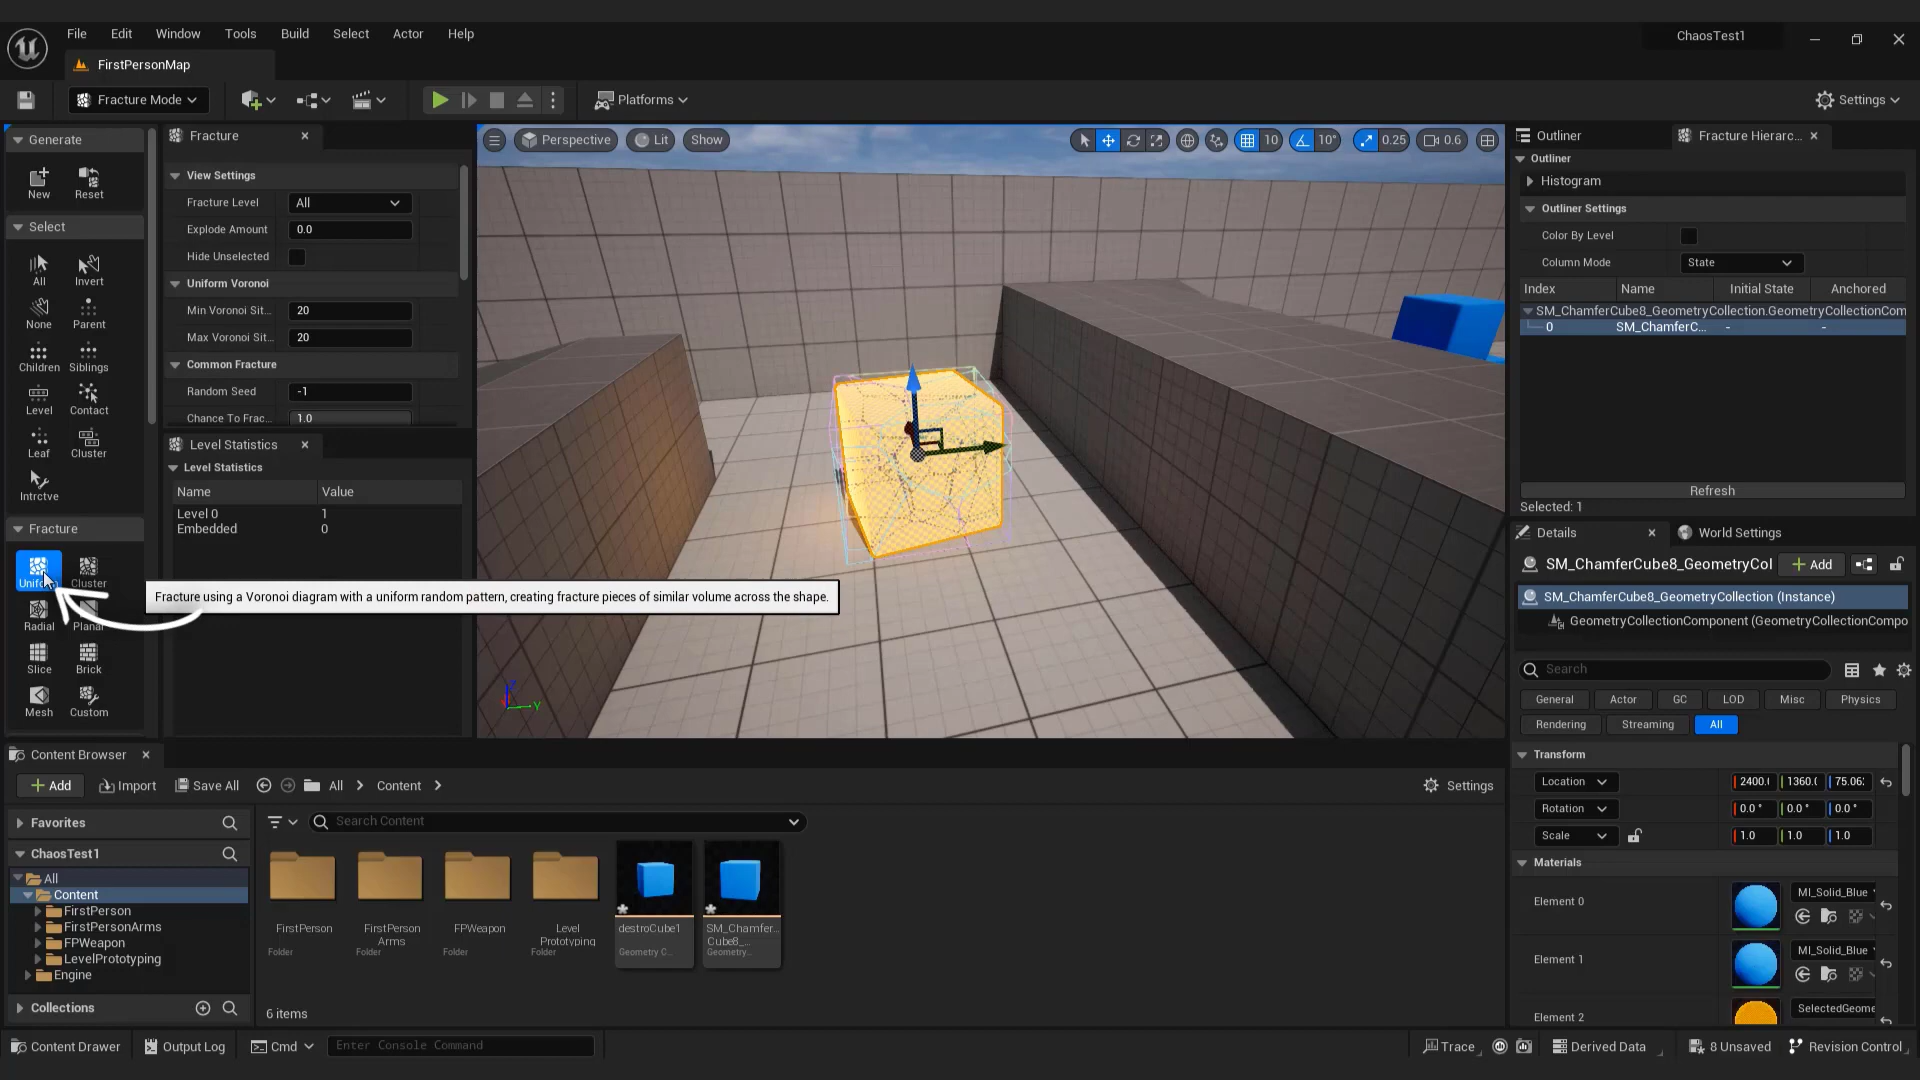 File Edit Window Tools Build Select Actor Help
ChaosTest1
FirstPersonMap
Fracture Mode
Platforms
Settings
Generate
New
Reset
Select
All
Invert
None
Parent
Children
Siblings
Level
Contact
Leaf
Cluster
Intrctve
Fracture
Cluster
Radial
Slice
Brick
Mesh
Custom
Fracture
View Settings
Fracture Level All
Explode Amount 0.0
Hide Unselected
Uniform Voronoi
Min Voronoi Sit... 20
Max Voronoi Sit... 20
Common Fracture
Random Seed -1
Chance To Frac... 1.0
Level Statistics
Level Statistics
Name Value
Level 0 1
Embedded 0
Fracture using a Voronoi diagram with a uniform random pattern, creating fracture pieces of similar volume across the shape.
Perspective Lit Show
10 10° 0.25 0.6
Z
Y
Outliner
Fracture Hierarc...
Outliner
Histogram
Outliner Settings
Color By Level
Column Mode State
Index Name Initial State Anchored
SM_ChamferCube8_GeometryCollection.GeometryCollectionCom
0 SM_ChamferC... - -
Refresh
Selected: 1
Details
World Settings
SM_ChamferCube8_GeometryCol
Add
SM_ChamferCube8_GeometryCollection (Instance)
GeometryCollectionComponent (GeometryCollectionCompo
Search
General Actor GC LOD Misc Physics
Rendering Streaming All
Transform
Location 2400.( 1360.( 75.06:
Rotation 0.0 ° 0.0 ° 0.0 °
Scale 1.0 1.0 1.0
Materials
Element 0 MI_Solid_Blue
Element 1 MI_Solid_Blue
Element 2 SelectedGeome
Content Browser
Add Import Save All All Content
Settings
Favorites
ChaosTest1
All
Content
FirstPerson
FirstPersonArms
FPWeapon
LevelPrototyping
Engine
Collections
Search Content
FirstPerson
Folder
FirstPerson
Arms
Folder
FPWeapon
Folder
Level
Prototyping
Folder
destroCube1
Geometry C...
SM_Chamfer...
Cube8_...
Geometry...
6 items
Content Drawer
Output Log
Cmd
Enter Console Command
Trace
Derived Data
8 Unsaved
Revision Control